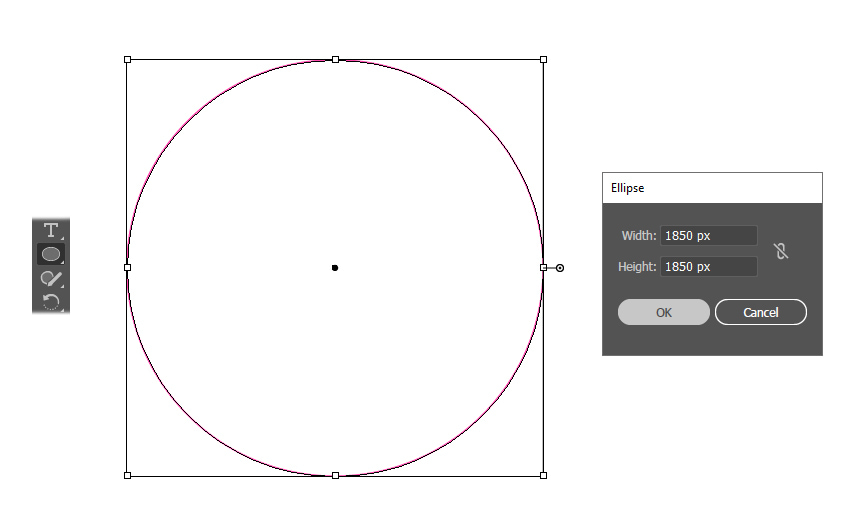 T
Ellipse
Width: 1850 px
Height: 1850 px
OK Cancel